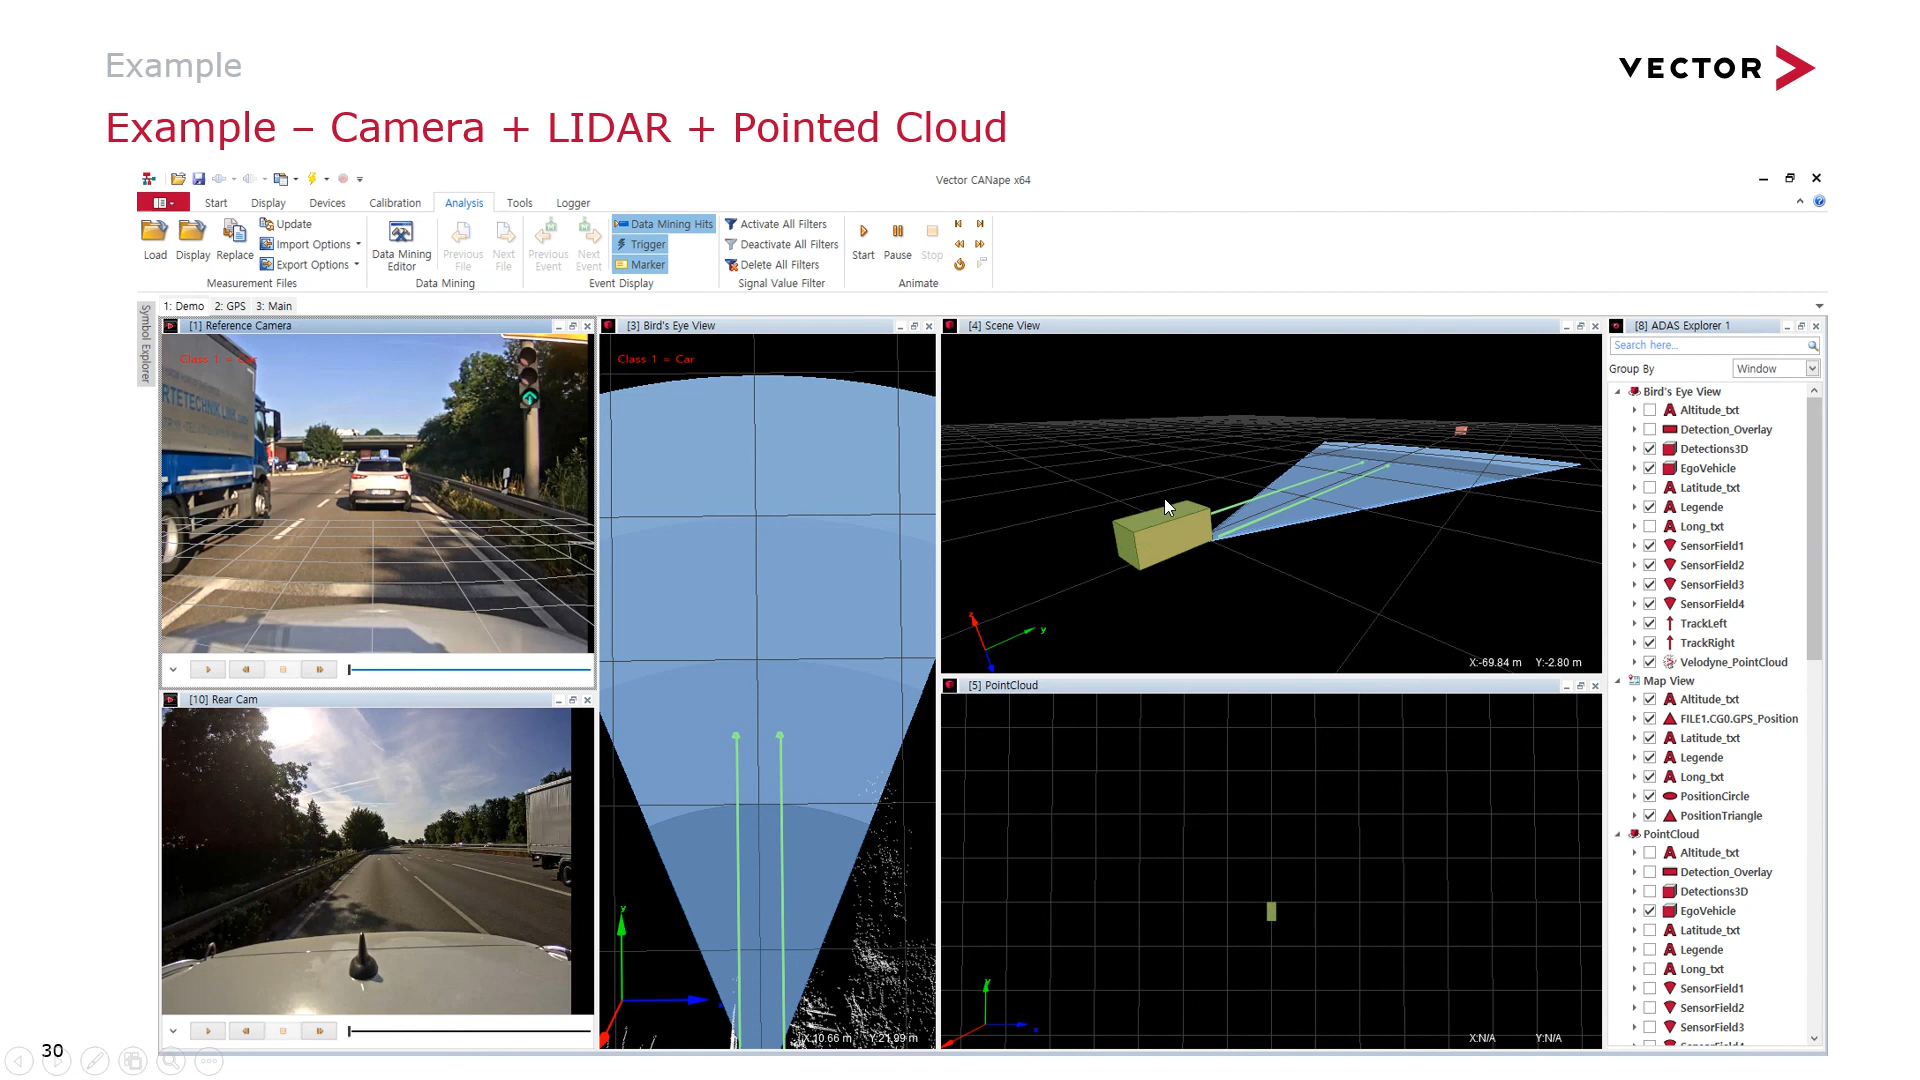 Example
VECTOR
Example – Camera + LIDAR + Pointed Cloud
Vector CANape x64
Start Display Devices Calibration Analysis Tools Logger
Load Display Replace
Update
Import Options
Export Options
Measurement Files
Data Mining Editor
Previous File
Next File
Data Mining
Previous Event
Next Event
Data Mining Hits
Trigger
Marker
Event Display
Activate All Filters
Deactivate All Filters
Delete All Filters
Signal Value Filter
Start Pause Stop
Animate
Symbol Explorer
1: Demo 2: GPS 3: Main
[1] Reference Camera
Class 1 = Car
[10] Rear Cam
[3] Bird's Eye View
Class 1 = Car
y
X:10.66 m Y:21.99 m
[4] Scene View
z
y
X:-69.84 m Y:-2.80 m
[5] PointCloud
y
X:N/A Y:N/A
[8] ADAS Explorer 1
Search here...
Group By Window
Bird's Eye View
Altitude_txt
Detection_Overlay
Detections3D
EgoVehicle
Latitude_txt
Legende
Long_txt
SensorField1
SensorField2
SensorField3
SensorField4
TrackLeft
TrackRight
Velodyne_PointCloud
Map View
Altitude_txt
FILE1.CG0.GPS_Position
Latitude_txt
Legende
Long_txt
PositionCircle
PositionTriangle
PointCloud
Altitude_txt
Detection_Overlay
Detections3D
EgoVehicle
Latitude_txt
Legende
Long_txt
SensorField1
SensorField2
SensorField3
30